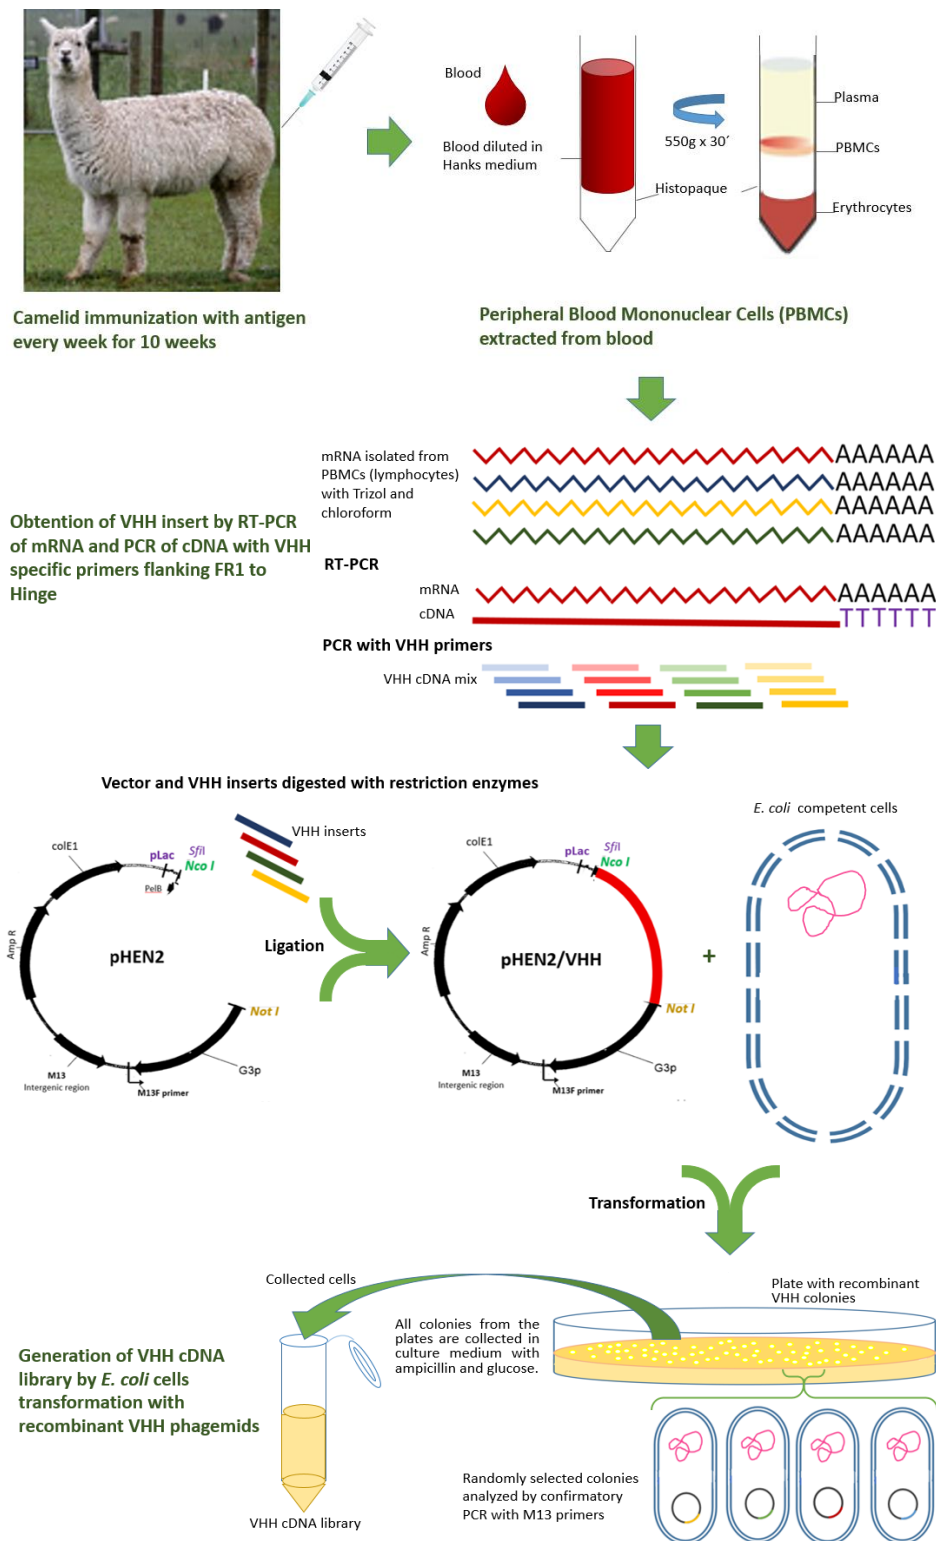 Blood
Blood diluted in
Hanks medium
550g x 30´
Histopaque
Plasma
PBMCs
Erythrocytes
Camelid immunization with antigen
every week for 10 weeks
Peripheral Blood Mononuclear Cells (PBMCs)
extracted from blood
mRNA isolated from
PBMCs (lymphocytes)
with Trizol and
chloroform
AAAAAA
AAAAAA
AAAAAA
AAAAAA
Obtention of VHH insert by RT-PCR
of mRNA and PCR of cDNA with VHH
specific primers flanking FR1 to
Hinge
RT-PCR
mRNA
AAAAAA
cDNA
TTTTTT
PCR with VHH primers
VHH cDNA mix
Vector and VHH inserts digested with restriction enzymes
colE1
pLac
SfiI
Nco I
PelB
Amp R
pHEN2
Not I
G3p
M13
Intergenic region
M13F primer
VHH inserts
Ligation
colE1
pLac
SfiI
Nco I
Amp R
pHEN2/VHH
Not I
G3p
M13
Intergenic region
M13F primer
+
E. coli competent cells
Transformation
Collected cells
Plate with recombinant
VHH colonies
All colonies from the
plates are collected in
culture medium with
ampicillin and glucose.
Generation of VHH cDNA
library by E. coli cells
transformation with
recombinant VHH phagemids
Randomly selected colonies
analyzed by confirmatory
PCR with M13 primers
VHH cDNA library